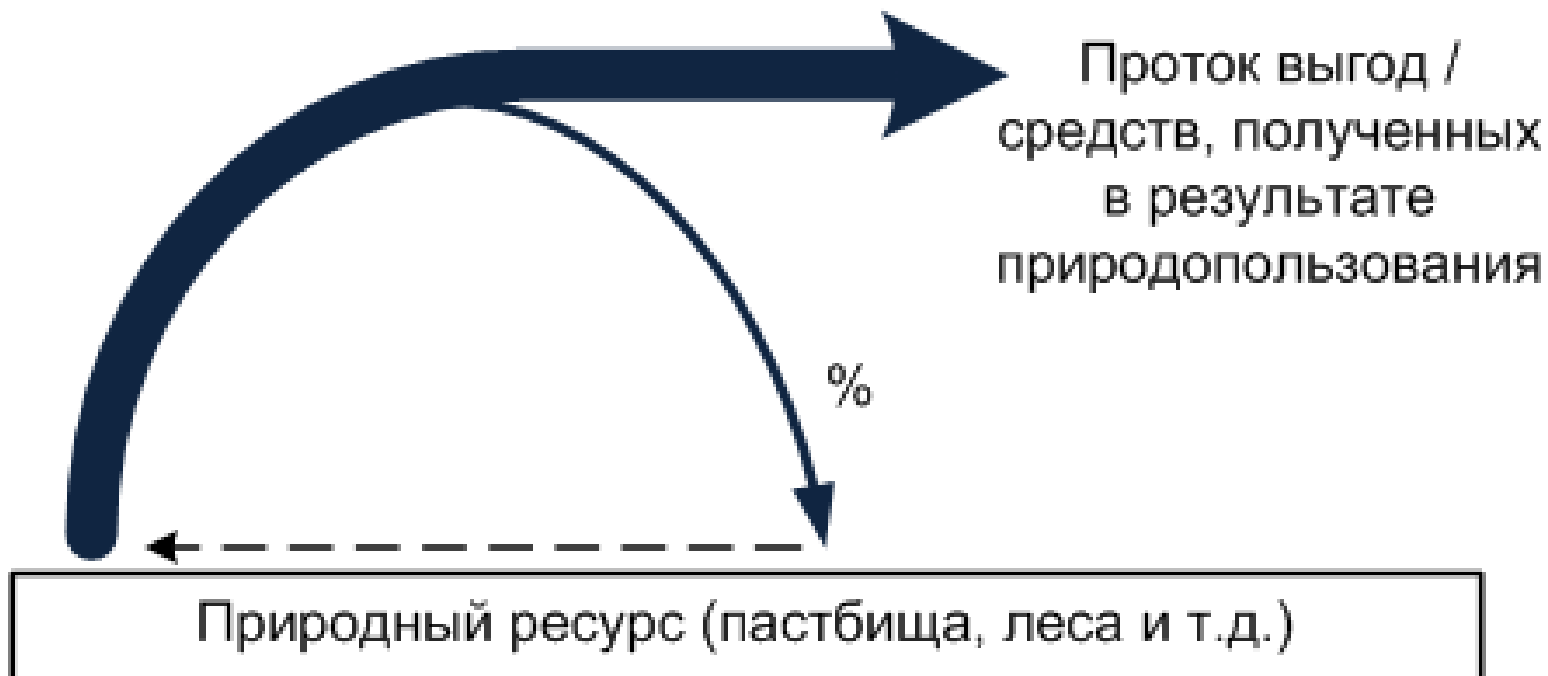 Проток выгод /
средств, полученных
в результате
природопользования
%
Природный ресурс (пастбища, леса и т.д.)